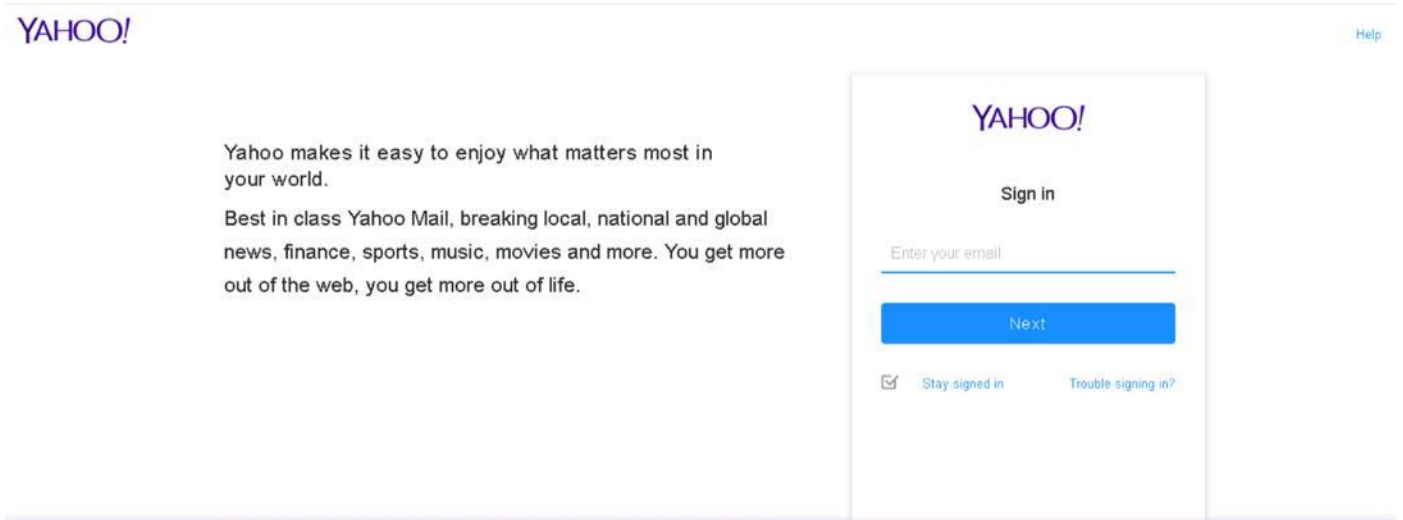 YAHOO!
Help
Yahoo makes it easy to enjoy what matters most in
your world.
Best in class Yahoo Mail, breaking local, national and global
news, finance, sports, music, movies and more. You get more
out of the web, you get more out of life.
YAHOO!
Sign in
Enter your email
Next
Stay signed in
Trouble signing in?